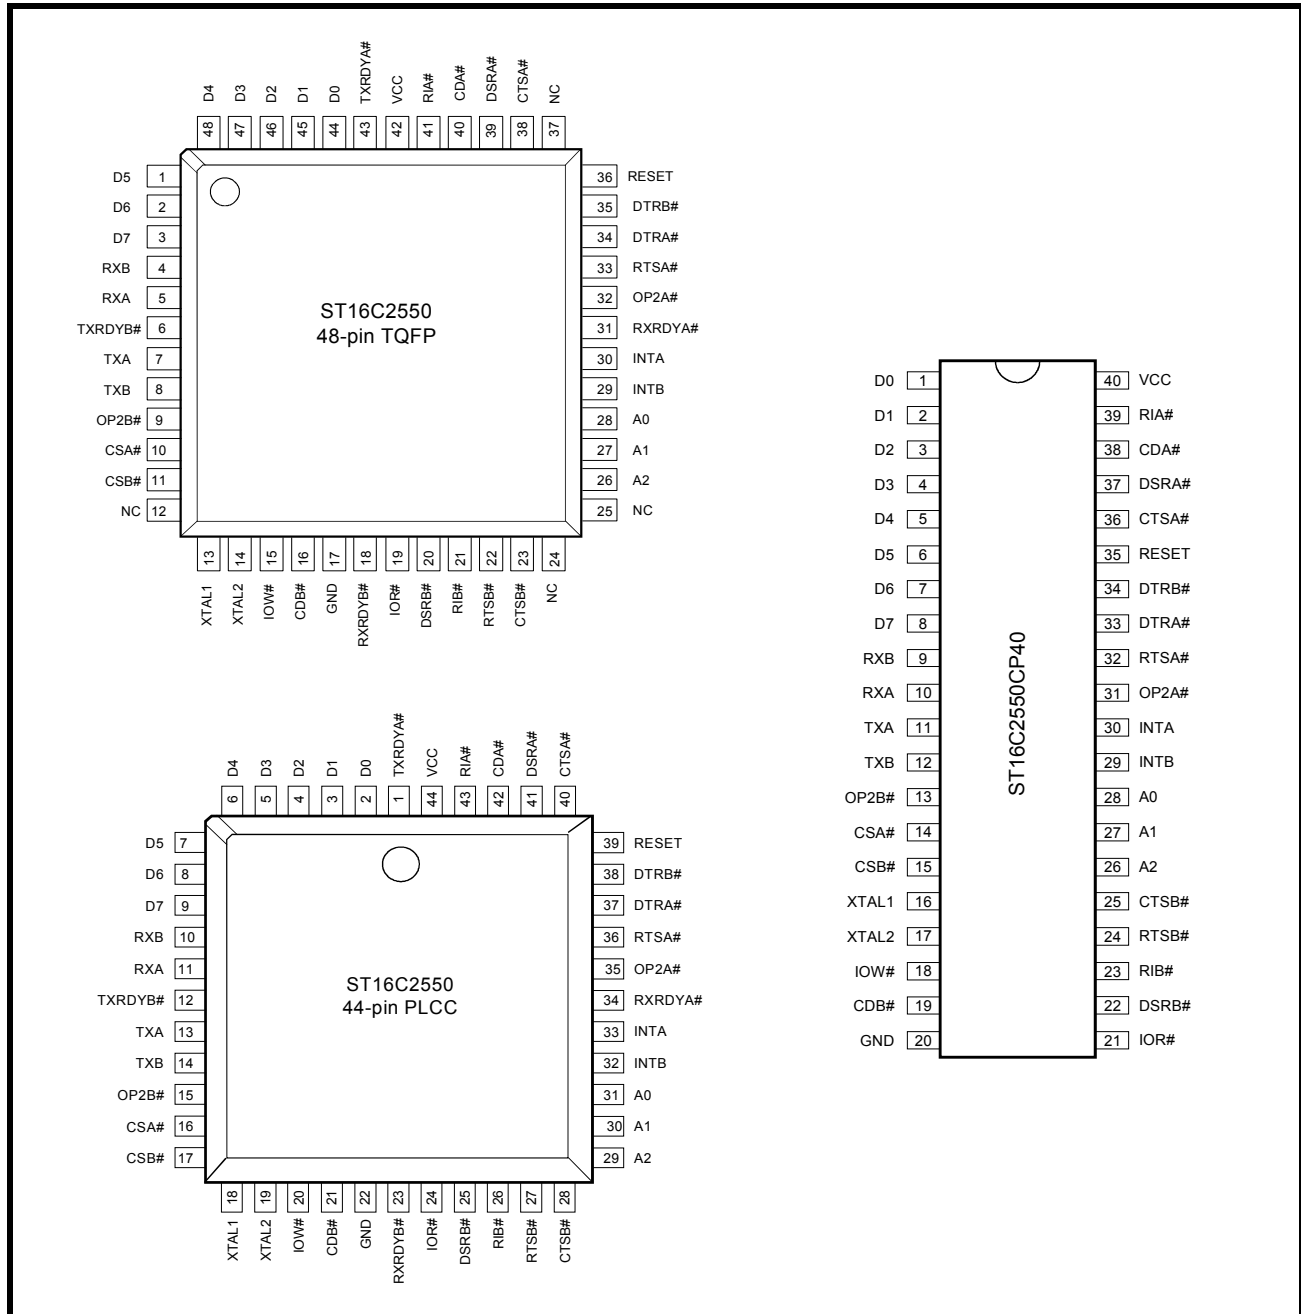 D4 D3 D2 D1 D0 TXRDYA# VCC RIA# CDA# DSRA# CTSA# NC
48 47 46 45 44 43 42 41 40 39 38 37
D5 1
D6 2
D7 3
RXB 4
RXA 5
TXRDYB# 6
TXA 7
TXB 8
OP2B# 9
CSA# 10
CSB# 11
NC 12
ST16C2550
48-pin TQFP
36 RESET
35 DTRB#
34 DTRA#
33 RTSA#
32 OP2A#
31 RXRDYA#
30 INTA
29 INTB
28 A0
27 A1
26 A2
25 NC
13 14 15 16 17 18 19 20 21 22 23 24
XTAL1 XTAL2 IOW# CDB# GND RXRDYB# IOR# DSRB# RIB# RTSB# CTSB# NC
D4 D3 D2 D1 D0 TXRDYA# VCC RIA# CDA# DSRA# CTSA#
6 5 4 3 2 1 44 43 42 41 40
D5 7
D6 8
D7 9
RXB 10
RXA 11
TXRDYB# 12
TXA 13
TXB 14
OP2B# 15
CSA# 16
CSB# 17
ST16C2550
44-pin PLCC
39 RESET
38 DTRB#
37 DTRA#
36 RTSA#
35 OP2A#
34 RXRDYA#
33 INTA
32 INTB
31 A0
30 A1
29 A2
18 19 20 21 22 23 24 25 26 27 28
XTAL1 XTAL2 IOW# CDB# GND RXRDYB# IOR# DSRB# RIB# RTSB# CTSB#
D0 1
D1 2
D2 3
D3 4
D4 5
D5 6
D6 7
D7 8
RXB 9
RXA 10
TXA 11
TXB 12
OP2B# 13
CSA# 14
CSB# 15
XTAL1 16
XTAL2 17
IOW# 18
CDB# 19
GND 20
ST16C2550CP40
40 VCC
39 RIA#
38 CDA#
37 DSRA#
36 CTSA#
35 RESET
34 DTRB#
33 DTRA#
32 RTSA#
31 OP2A#
30 INTA
29 INTB
28 A0
27 A1
26 A2
25 CTSB#
24 RTSB#
23 RIB#
22 DSRB#
21 IOR#